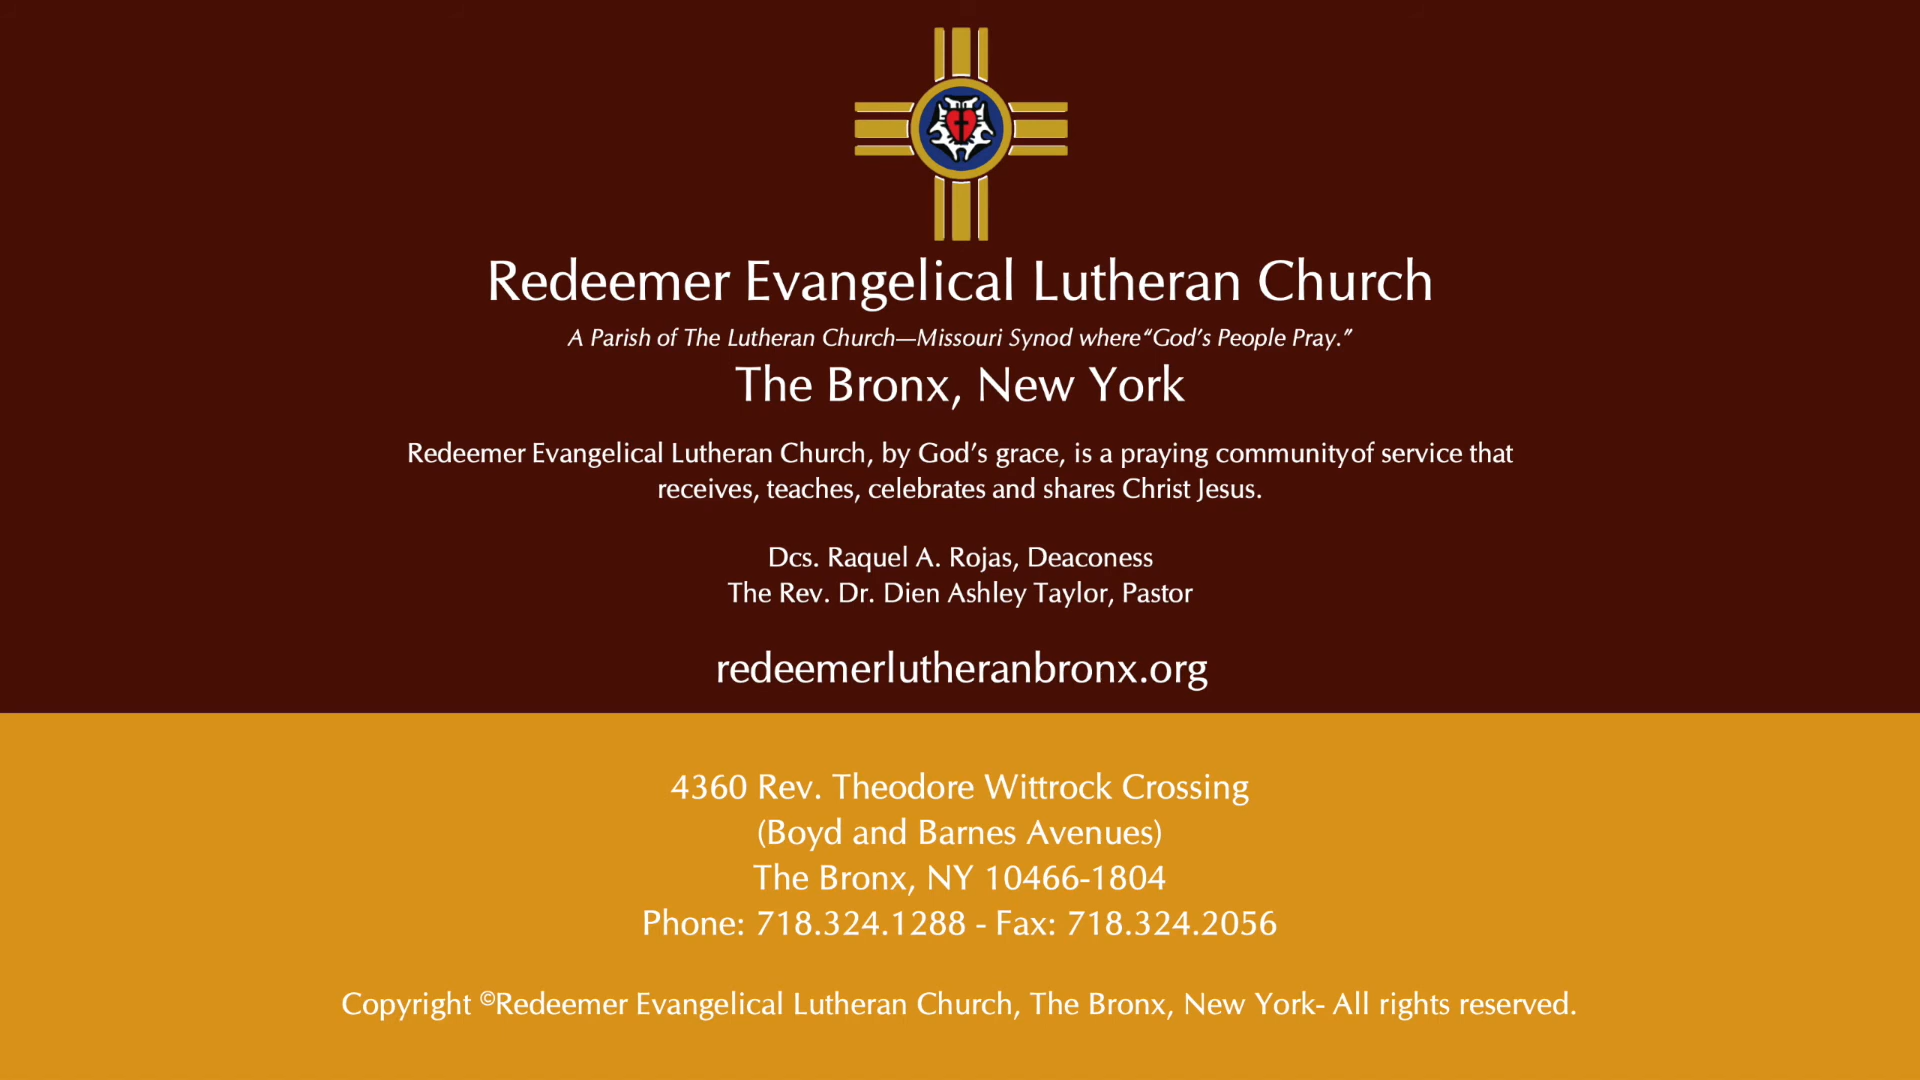 Redeemer Evangelical Lutheran Church
A Parish of The Lutheran Church—Missouri Synod where“God’s People Pray.”
The Bronx, New York
Redeemer Evangelical Lutheran Church, by God’s grace, is a praying community of service that
receives, teaches, celebrates and shares Christ Jesus.
Dcs. Raquel A. Rojas, Deaconess
The Rev. Dr. Dien Ashley Taylor, Pastor
redeemerlutheranbronx.org
4360 Rev. Theodore Wittrock Crossing
(Boyd and Barnes Avenues)
The Bronx, NY 10466-1804
Phone: 718.324.1288 - Fax: 718.324.2056
Copyright ©Redeemer Evangelical Lutheran Church, The Bronx, New York- All rights reserved.